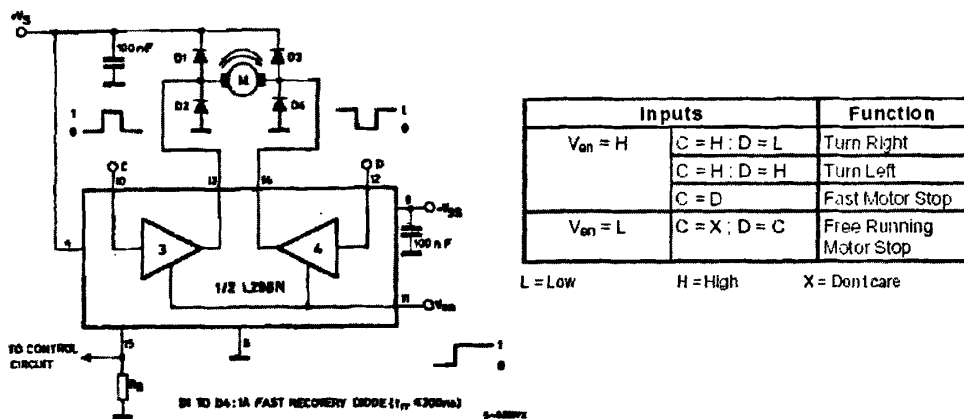 +VS
100nF
D1
D3
M
D2
D4
1
0
1
0
C
D
10
13
14
12
9
+VSS
100nF
3
4
1/2 L298N
11
Ven
15
8
TO CONTROL
CIRCUIT
RS
1
0
D1 TO D4: 1A FAST RECOVERY DIODE (trr ≤ 200ns)
Inputs Function
Ven = H C = H ; D = L Turn Right
C = H ; D = H Turn Left
C = D Fast Motor Stop
Ven = L C = X ; D = C Free Running
Motor Stop
L = Low H = High X = Dont care